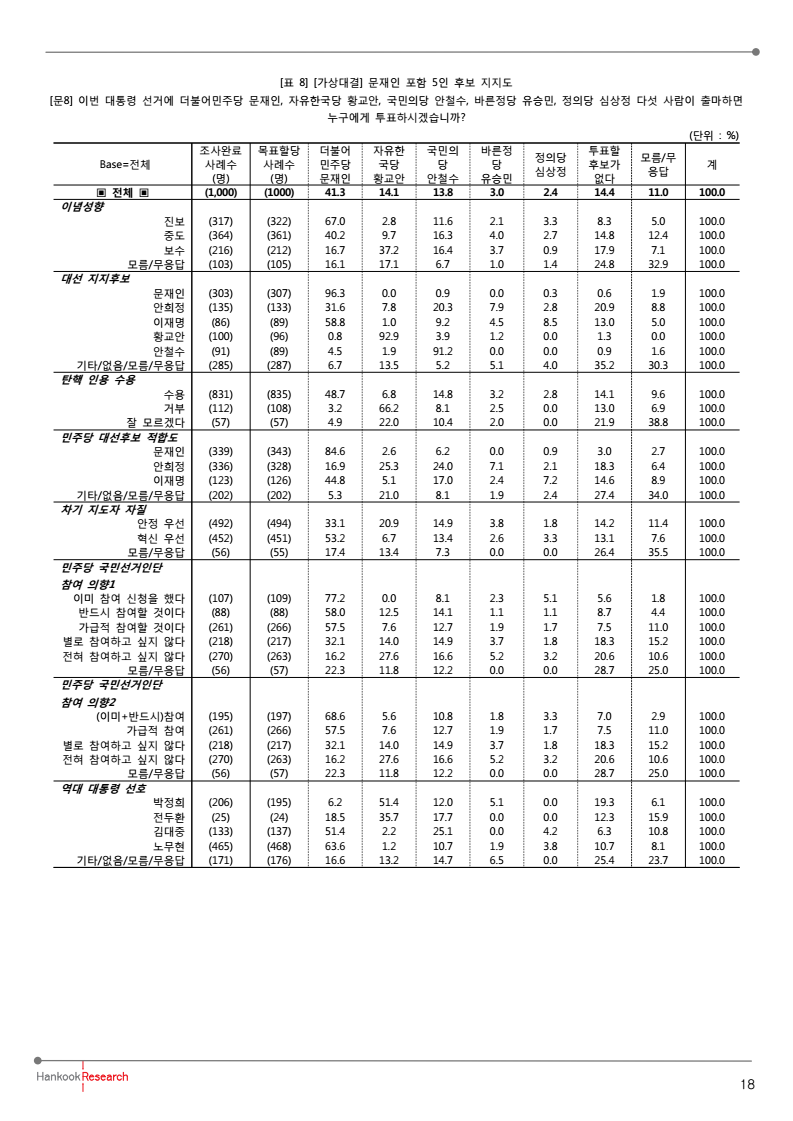 [표 8] [가상대결] 문재인 포함 5인 후보 지지도
[문8] 이번 대통령 선거에 더불어민주당 문재인, 자유한국당 황교안, 국민의당 안철수, 바른정당 유승민, 정의당 심상정 다섯 사람이 출마하면
누구에게 투표하시겠습니까?
(단위 : %)
Base=전체 조사완료 사례수 (명) 목표할당 사례수 (명) 더불어 민주당 문재인 자유한 국당 황교안 국민의 당 안철수 바른정 당 유승민 정의당 심상정 투표할 후보가 없다 모름/무 응답 계
▣ 전체 ▣ (1,000) (1000) 41.3 14.1 13.8 3.0 2.4 14.4 11.0 100.0
이념성향
진보 (317) (322) 67.0 2.8 11.6 2.1 3.3 8.3 5.0 100.0
중도 (364) (361) 40.2 9.7 16.3 4.0 2.7 14.8 12.4 100.0
보수 (216) (212) 16.7 37.2 16.4 3.7 0.9 17.9 7.1 100.0
모름/무응답 (103) (105) 16.1 17.1 6.7 1.0 1.4 24.8 32.9 100.0
대선 지지후보
문재인 (303) (307) 96.3 0.0 0.9 0.0 0.3 0.6 1.9 100.0
안희정 (135) (133) 31.6 7.8 20.3 7.9 2.8 20.9 8.8 100.0
이재명 (86) (89) 58.8 1.0 9.2 4.5 8.5 13.0 5.0 100.0
황교안 (100) (96) 0.8 92.9 3.9 1.2 0.0 1.3 0.0 100.0
안철수 (91) (89) 4.5 1.9 91.2 0.0 0.0 0.9 1.6 100.0
기타/없음/모름/무응답 (285) (287) 6.7 13.5 5.2 5.1 4.0 35.2 30.3 100.0
탄핵 인용 수용
수용 (831) (835) 48.7 6.8 14.8 3.2 2.8 14.1 9.6 100.0
거부 (112) (108) 3.2 66.2 8.1 2.5 0.0 13.0 6.9 100.0
잘 모르겠다 (57) (57) 4.9 22.0 10.4 2.0 0.0 21.9 38.8 100.0
민주당 대선후보 적합도
문재인 (339) (343) 84.6 2.6 6.2 0.0 0.9 3.0 2.7 100.0
안희정 (336) (328) 16.9 25.3 24.0 7.1 2.1 18.3 6.4 100.0
이재명 (123) (126) 44.8 5.1 17.0 2.4 7.2 14.6 8.9 100.0
기타/없음/모름/무응답 (202) (202) 5.3 21.0 8.1 1.9 2.4 27.4 34.0 100.0
차기 지도자 자질
안정 우선 (492) (494) 33.1 20.9 14.9 3.8 1.8 14.2 11.4 100.0
혁신 우선 (452) (451) 53.2 6.7 13.4 2.6 3.3 13.1 7.6 100.0
모름/무응답 (56) (55) 17.4 13.4 7.3 0.0 0.0 26.4 35.5 100.0
민주당 국민선거인단
참여 의향1
이미 참여 신청을 했다 (107) (109) 77.2 0.0 8.1 2.3 5.1 5.6 1.8 100.0
반드시 참여할 것이다 (88) (88) 58.0 12.5 14.1 1.1 1.1 8.7 4.4 100.0
가급적 참여할 것이다 (261) (266) 57.5 7.6 12.7 1.9 1.7 7.5 11.0 100.0
별로 참여하고 싶지 않다 (218) (217) 32.1 14.0 14.9 3.7 1.8 18.3 15.2 100.0
전혀 참여하고 싶지 않다 (270) (263) 16.2 27.6 16.6 5.2 3.2 20.6 10.6 100.0
모름/무응답 (56) (57) 22.3 11.8 12.2 0.0 0.0 28.7 25.0 100.0
민주당 국민선거인단
참여 의향2
(이미+반드시)참여 (195) (197) 68.6 5.6 10.8 1.8 3.3 7.0 2.9 100.0
가급적 참여 (261) (266) 57.5 7.6 12.7 1.9 1.7 7.5 11.0 100.0
별로 참여하고 싶지 않다 (218) (217) 32.1 14.0 14.9 3.7 1.8 18.3 15.2 100.0
전혀 참여하고 싶지 않다 (270) (263) 16.2 27.6 16.6 5.2 3.2 20.6 10.6 100.0
모름/무응답 (56) (57) 22.3 11.8 12.2 0.0 0.0 28.7 25.0 100.0
역대 대통령 선호
박정희 (206) (195) 6.2 51.4 12.0 5.1 0.0 19.3 6.1 100.0
전두환 (25) (24) 18.5 35.7 17.7 0.0 0.0 12.3 15.9 100.0
김대중 (133) (137) 51.4 2.2 25.1 0.0 4.2 6.3 10.8 100.0
노무현 (465) (468) 63.6 1.2 10.7 1.9 3.8 10.7 8.1 100.0
기타/없음/모름/무응답 (171) (176) 16.6 13.2 14.7 6.5 0.0 25.4 23.7 100.0
Hankook Research
18